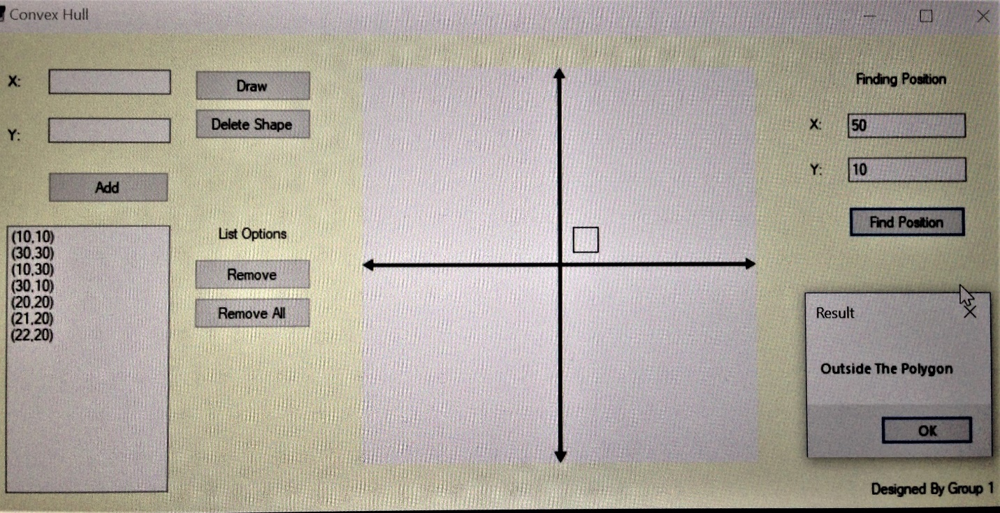 Convex Hull
X:
Y:
Add
Draw
Delete Shape
(10,10)
(30,30)
(10,30)
(30,10)
(20,20)
(21,20)
(22,20)
List Options
Remove
Remove All
Finding Position
X: 50
Y: 10
Find Position
Result
Outside The Polygon
OK
Designed By Group 1